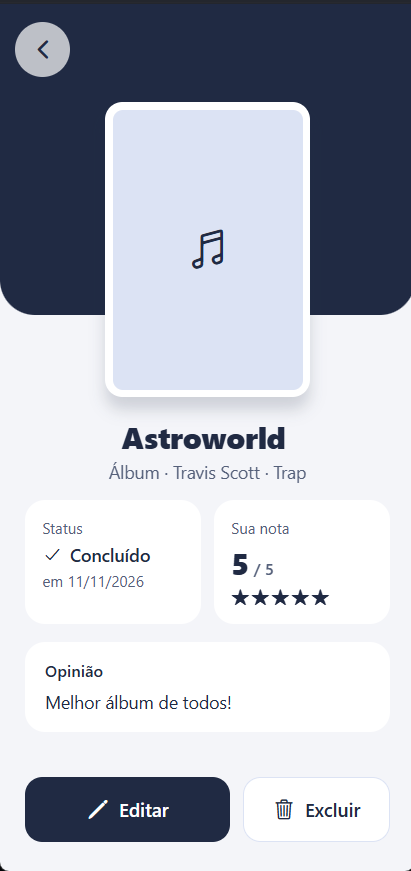 Astroworld
Álbum · Travis Scott · Trap
Status
Concluído
em 11/11/2026
Sua nota
5 / 5
Opinião
Melhor álbum de todos!
Editar
Excluir